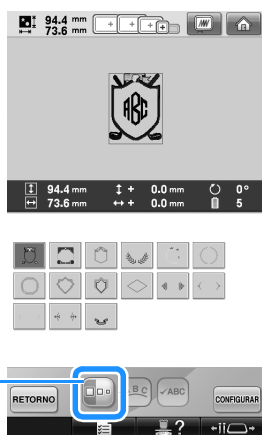 94.4 mm
73.6 mm
ABC
94.4 mm + 0.0 mm 0°
73.6 mm + 0.0 mm 5
RETORNO ABC ABC CONFIGURAR
?